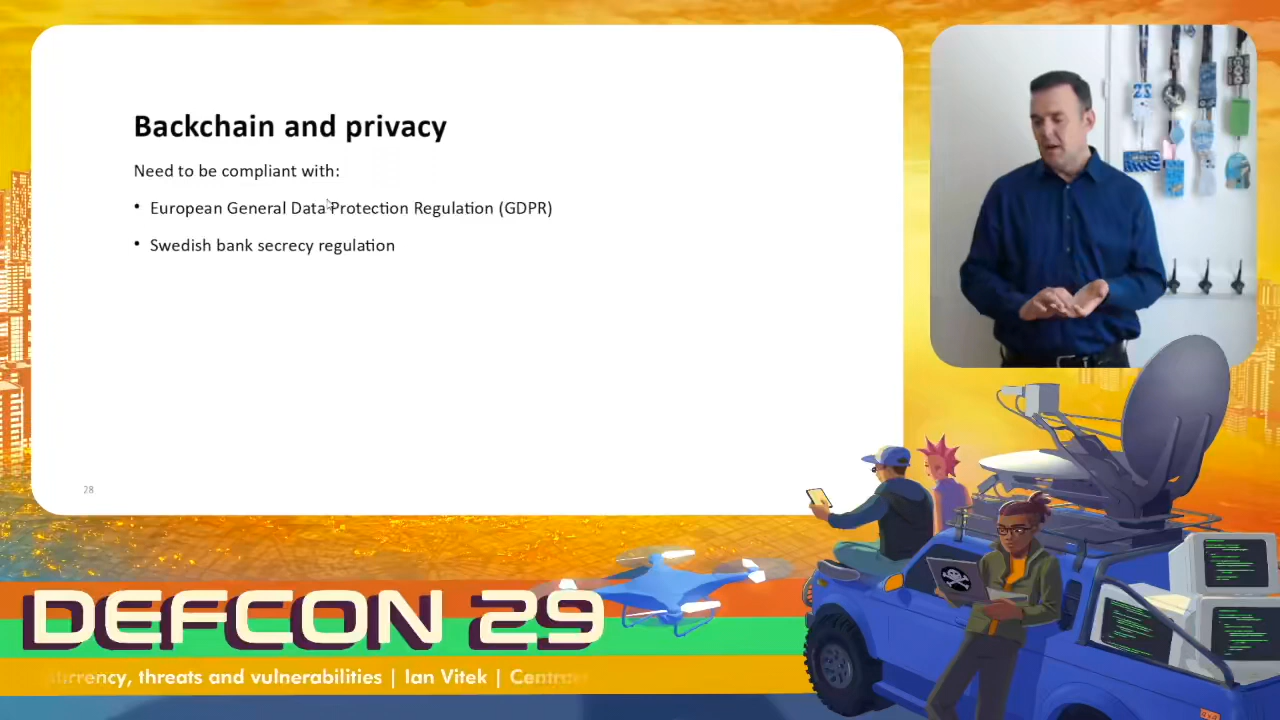 Backchain and privacy
Need to be compliant with:
• European General Data Protection Regulation (GDPR)
• Swedish bank secrecy regulation
28
DEFCON 29
threats and vulnerabilities | Ian Vitek |